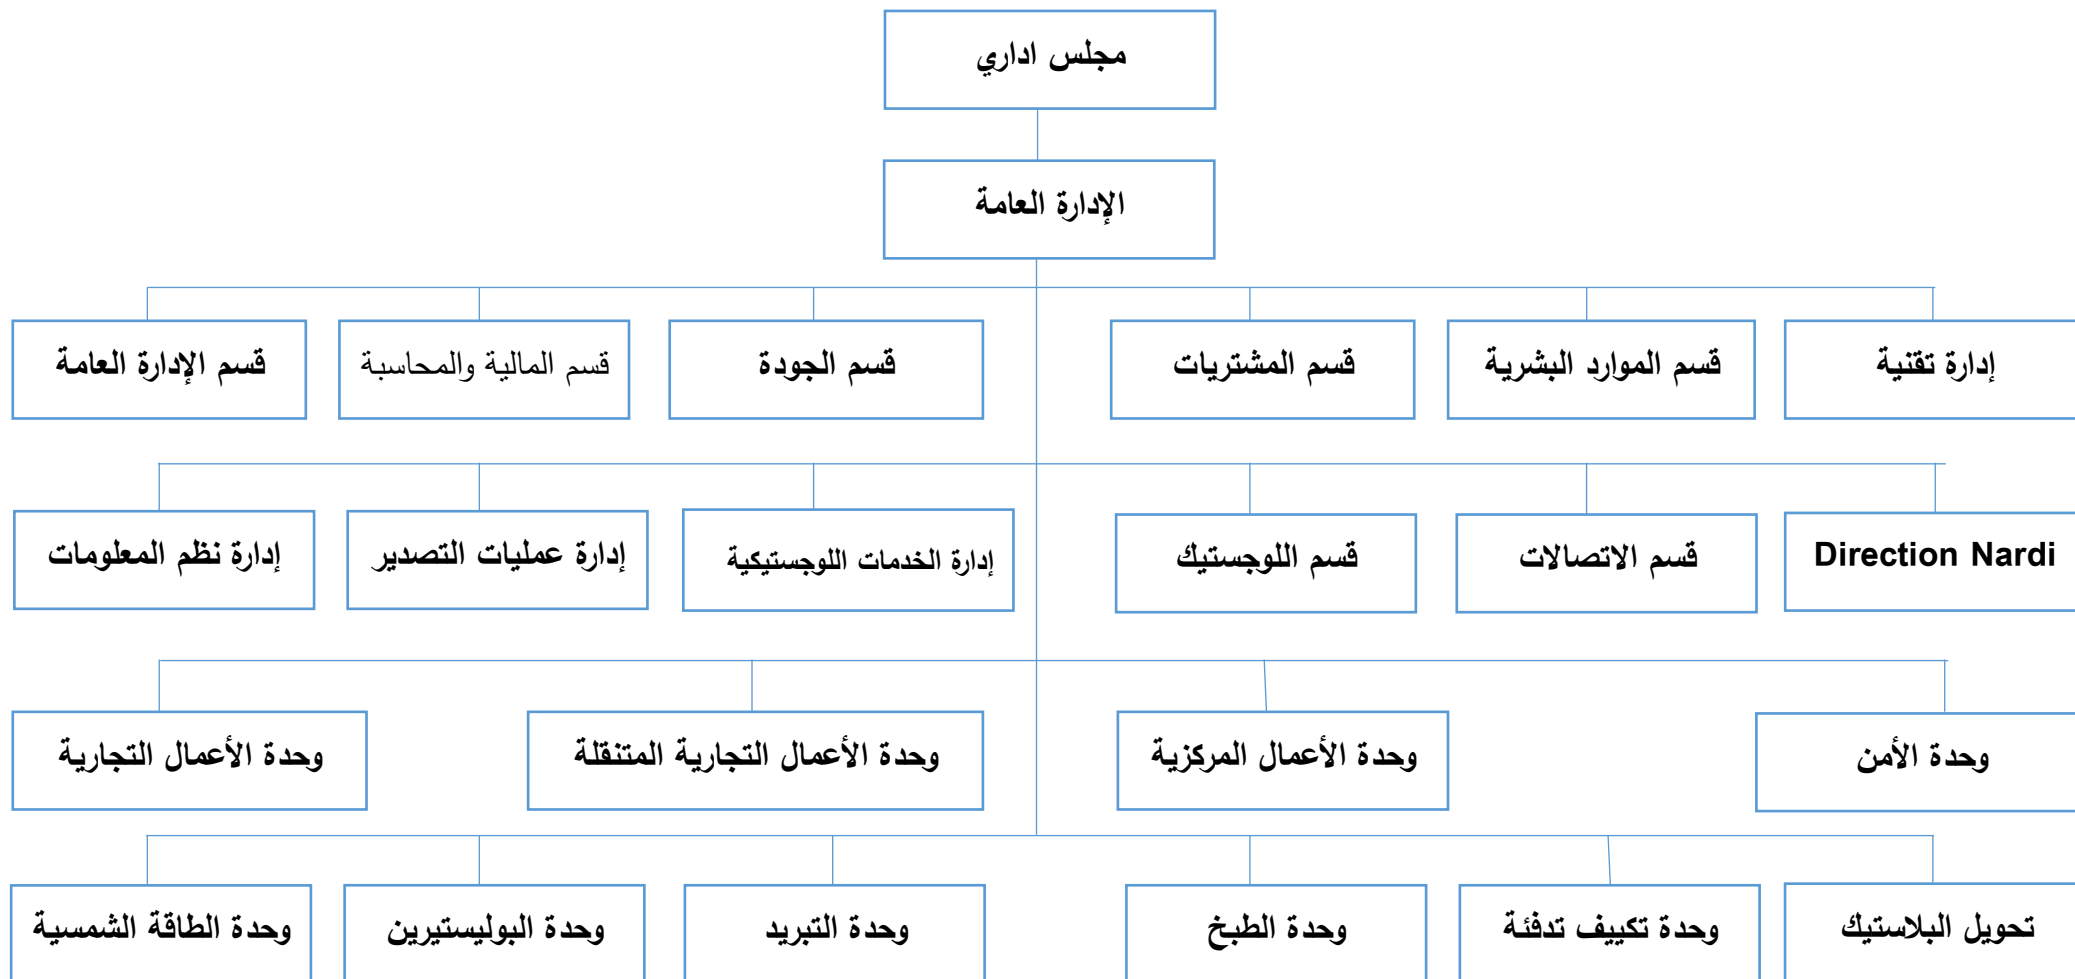 مجلس اداري
الإدارة العامة
إدارة تقنية
قسم الموارد البشرية
قسم المشتريات
قسم الجودة
قسم المالية والمحاسبة
قسم الإدارة العامة
Direction Nardi
قسم الاتصالات
قسم اللوجستيك
إدارة الخدمات اللوجستيكية
إدارة عمليات التصدير
إدارة نظم المعلومات
وحدة الأمن
وحدة الأعمال المركزية
وحدة الأعمال التجارية المتنقلة
وحدة الأعمال التجارية
تحويل البلاستيك
وحدة تكييف تدفئة
وحدة الطبخ
وحدة التبريد
وحدة البوليستيرين
وحدة الطاقة الشمسية